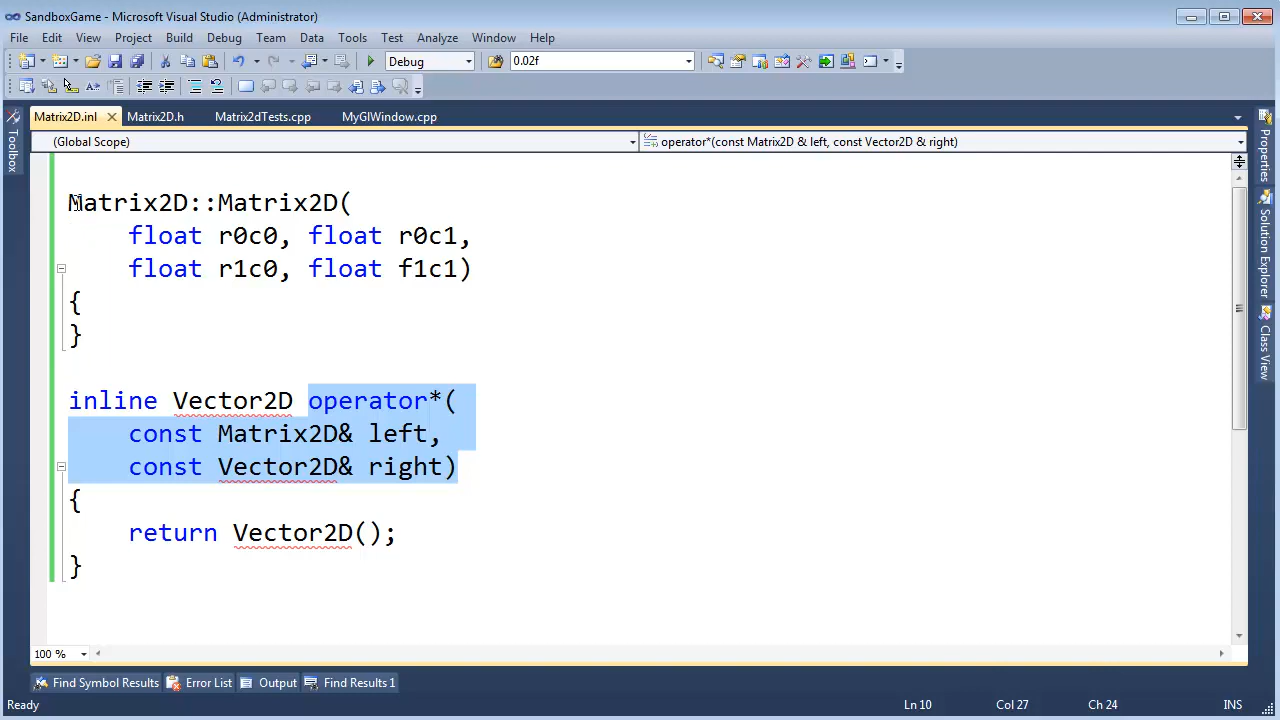 SandboxGame - Microsoft Visual Studio (Administrator)
File Edit View Project Build Debug Team Data Tools Test Analyze Window Help
Debug 0.02f
Matrix2D.inl Matrix2D.h Matrix2dTests.cpp MyGlWindow.cpp
(Global Scope) operator*(const Matrix2D & left, const Vector2D & right)
Toolbox
Properties
Solution Explorer
Class View
Matrix2D::Matrix2D(
float r0c0, float r0c1,
float r1c0, float f1c1)
{
}
inline Vector2D operator*(
const Matrix2D& left,
const Vector2D& right)
{
return Vector2D();
}
100 %
Find Symbol Results Error List Output Find Results 1
Ready Ln 10 Col 27 Ch 24 INS